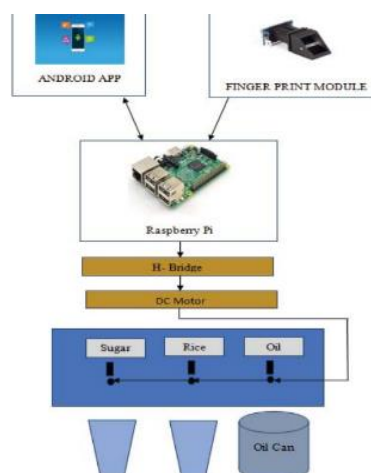 ANDROID APP
FINGER PRINT MODULE
Raspberry Pi
H- Bridge
DC Motor
Sugar
Rice
Oil
Oil Can